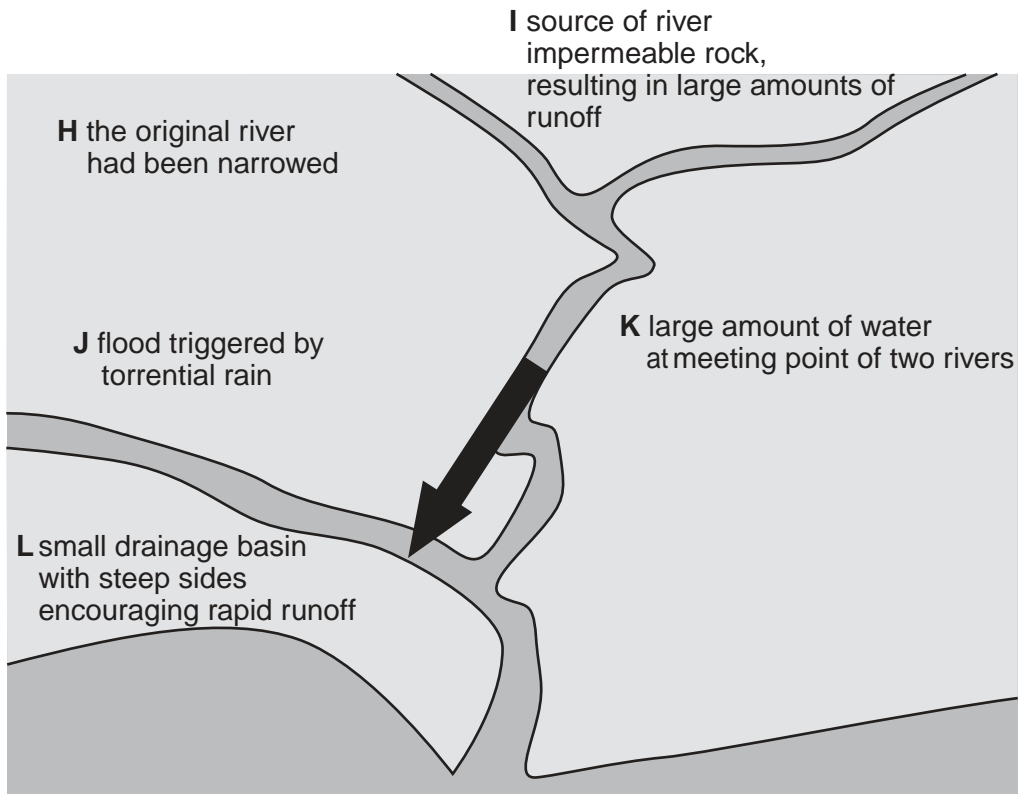 I source of river
impermeable rock,
resulting in large amounts of
runoff
H the original river
had been narrowed
K large amount of water
at meeting point of two rivers
J flood triggered by
torrential rain
L small drainage basin
with steep sides
encouraging rapid runoff